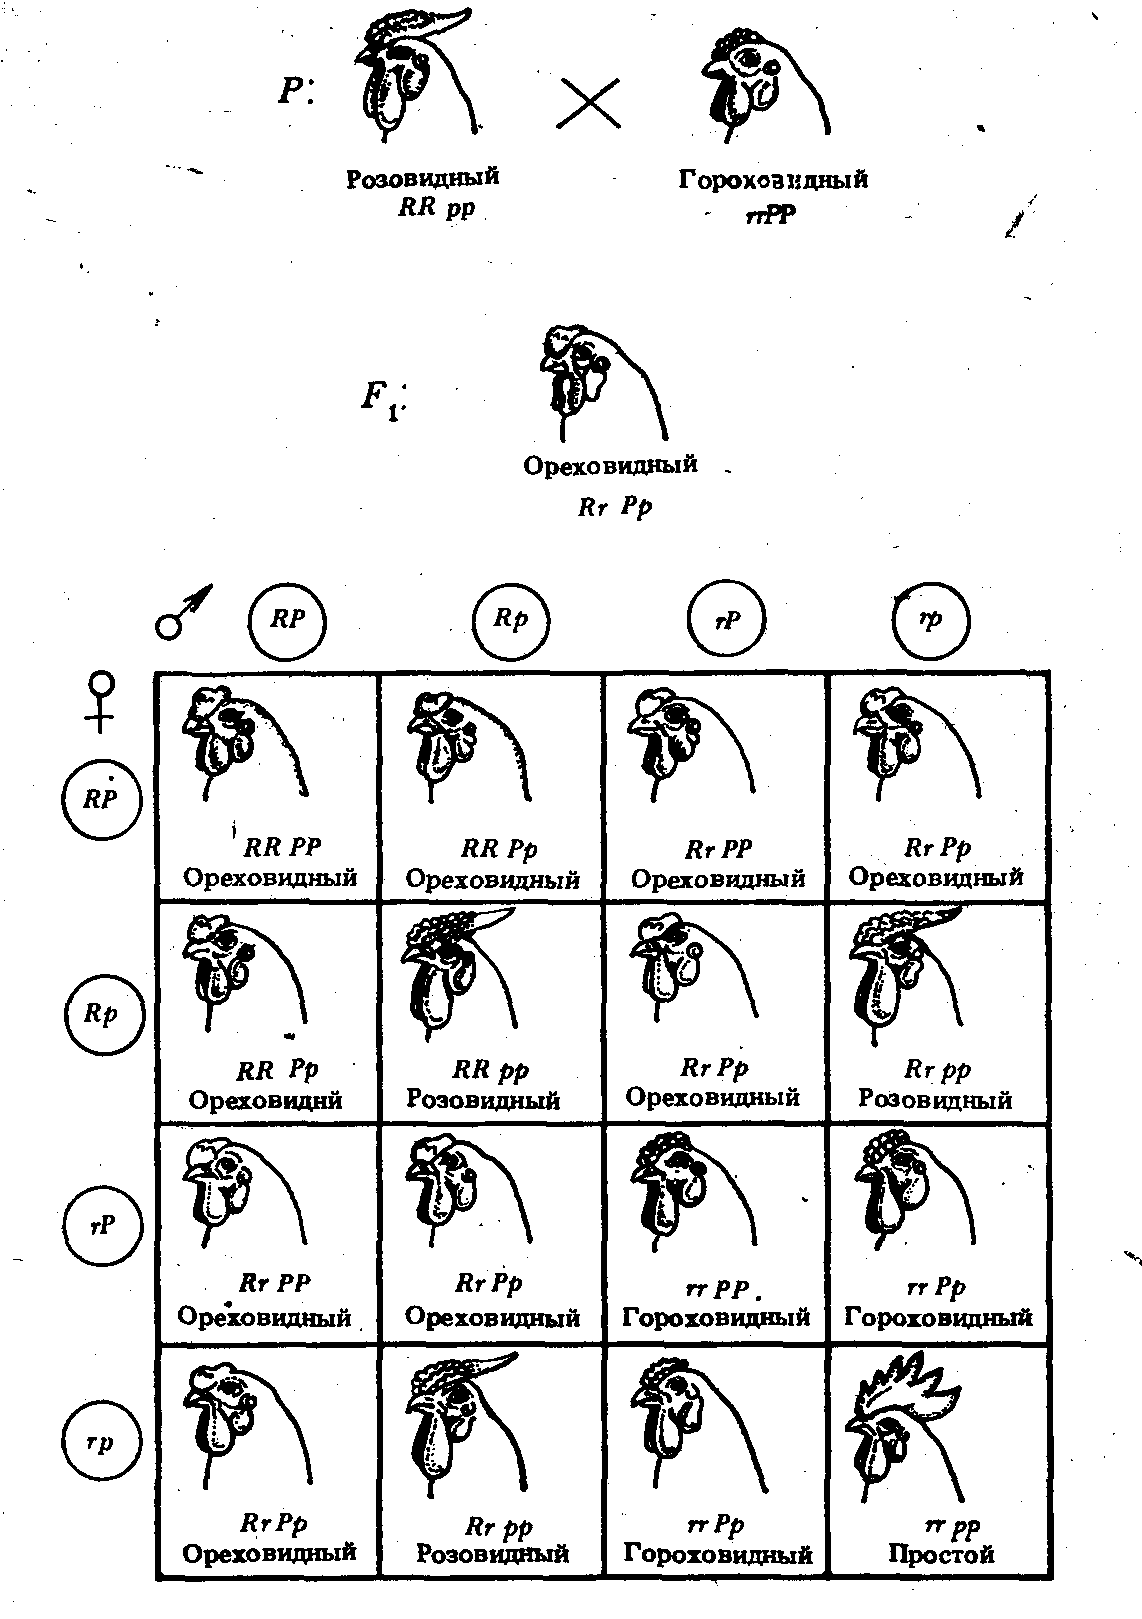 P:
Розовидный
RR pp
Гороховидный
rrPP
F1:
Ореховидный
Rr Pp
♂ RP Rp rP rp
♀
RP
RR PP RR Pp Rr PP Rr Pp
Ореховидный Ореховидный Ореховидный Ореховидный
Rp
RR Pp RR pp Rr Pp Rr pp
Ореховиднй Розовидный Ореховидный Розовидный
rP
Rr PP Rr Pp rr PP. rr Pp
Ореховидный Ореховидный Гороховидный Гороховидный
rp
Rr Pp Rr pp rr Pp rr pp
Ореховидный Розовидный Гороховидный Простой